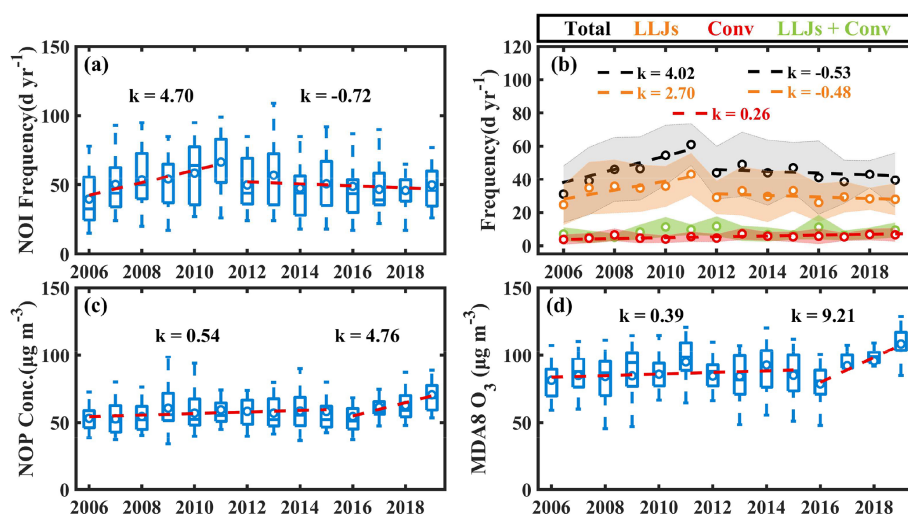 Total LLJs Conv LLJs + Conv
(a)
k = 4.70 k = -0.72
NOI Frequency(d yr⁻¹)
150
100
50
0
2006 2008 2010 2012 2014 2016 2018
(b)
k = 4.02 k = -0.53
k = 2.70 k = -0.48
k = 0.26
Frequency(d yr⁻¹)
120
100
80
60
40
20
0
2006 2008 2010 2012 2014 2016 2018
(c)
k = 0.54 k = 4.76
NOP Conc.(μg m⁻³)
150
100
50
0
2006 2008 2010 2012 2014 2016 2018
(d)
k = 0.39 k = 9.21
MDA8 O₃ (μg m⁻³)
150
100
50
0
2006 2008 2010 2012 2014 2016 2018